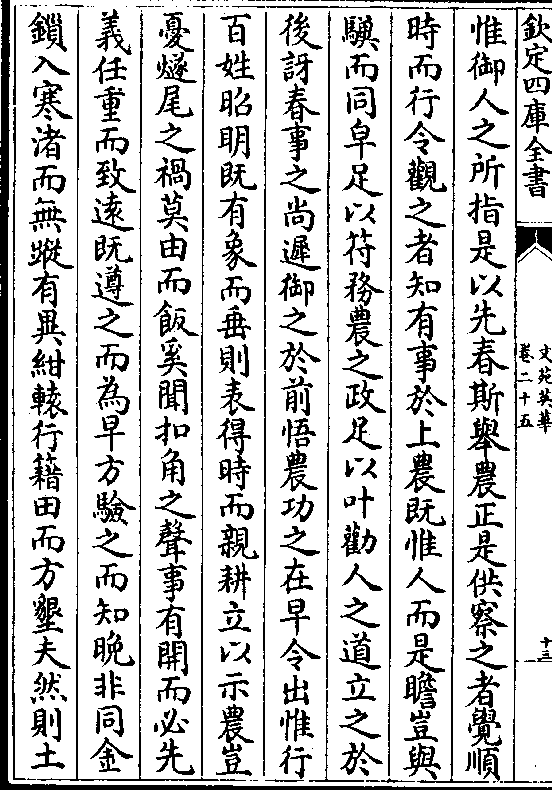 欽定四庫全書
文苑英華
卷二十五
十三
惟御人之所指是以先春斯舉農正是供察之者覺順
時而行令觀之者知有事於上農既惟人而是瞻豈與
驥而同皁足以符務農之政足以叶勸人之道立之於
後訝春事之尚遲御之於前悟農功之在早令出惟行
百姓昭明既有象而垂則表得時而親耕立以示農豈
憂燧尾之禍莫由而飯奚聞扣角之聲事有開而必先
義任重而致逺既遵之而為早方驗之而知晚非同金
鎖入寒渚而無蹤有異紺轅行籍田而方墾夫然則土